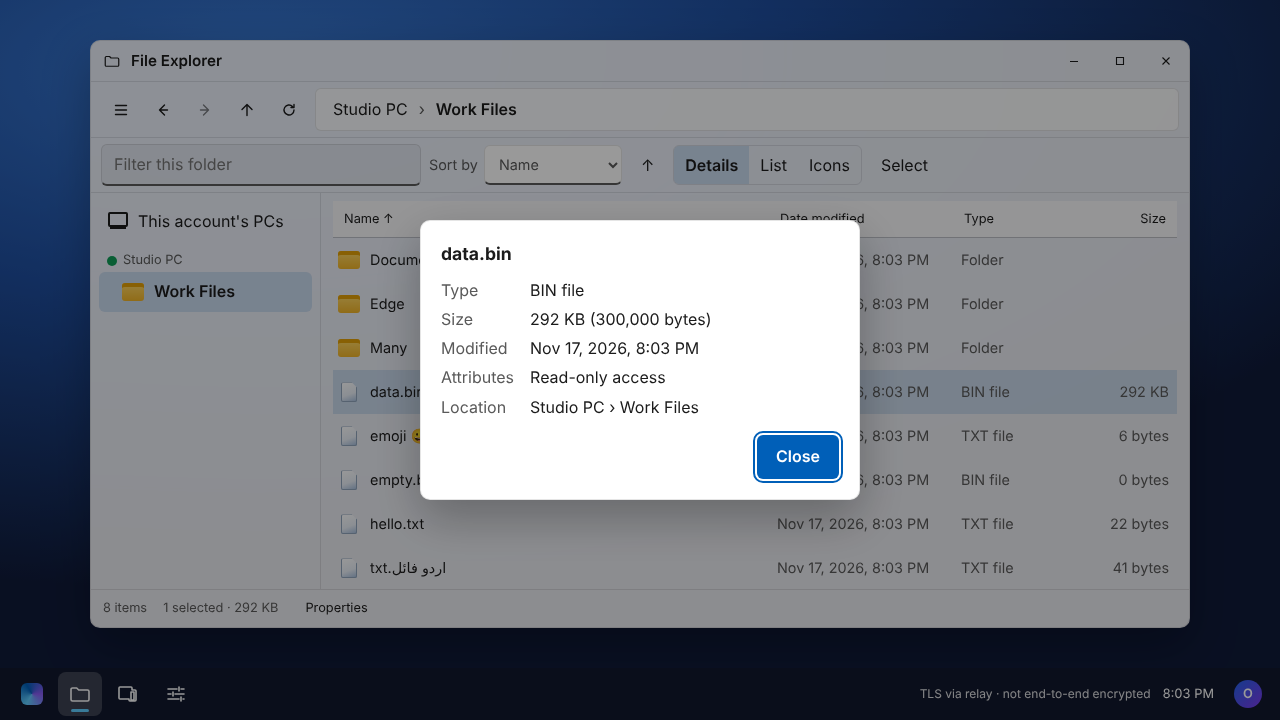 File Explorer
Studio PC › Work Files
Filter this folder
Sort by Name Details List Icons Select
This account's PCs
Studio PC
Work Files
Name Date modified Type Size
Folder
Edge Folder
Many Folder
BIN file 292 KB
emoji TXT file 6 bytes
BIN file 0 bytes
hello.txt Nov 17, 2026, 8:03 PM TXT file 22 bytes
اردو فائل.txt Nov 17, 2026, 8:03 PM TXT file 41 bytes
data.bin
Type BIN file
Size 292 KB (300,000 bytes)
Modified Nov 17, 2026, 8:03 PM
Attributes Read-only access
Location Studio PC › Work Files
Close
8 items 1 selected · 292 KB Properties
TLS via relay · not end-to-end encrypted 8:03 PM O